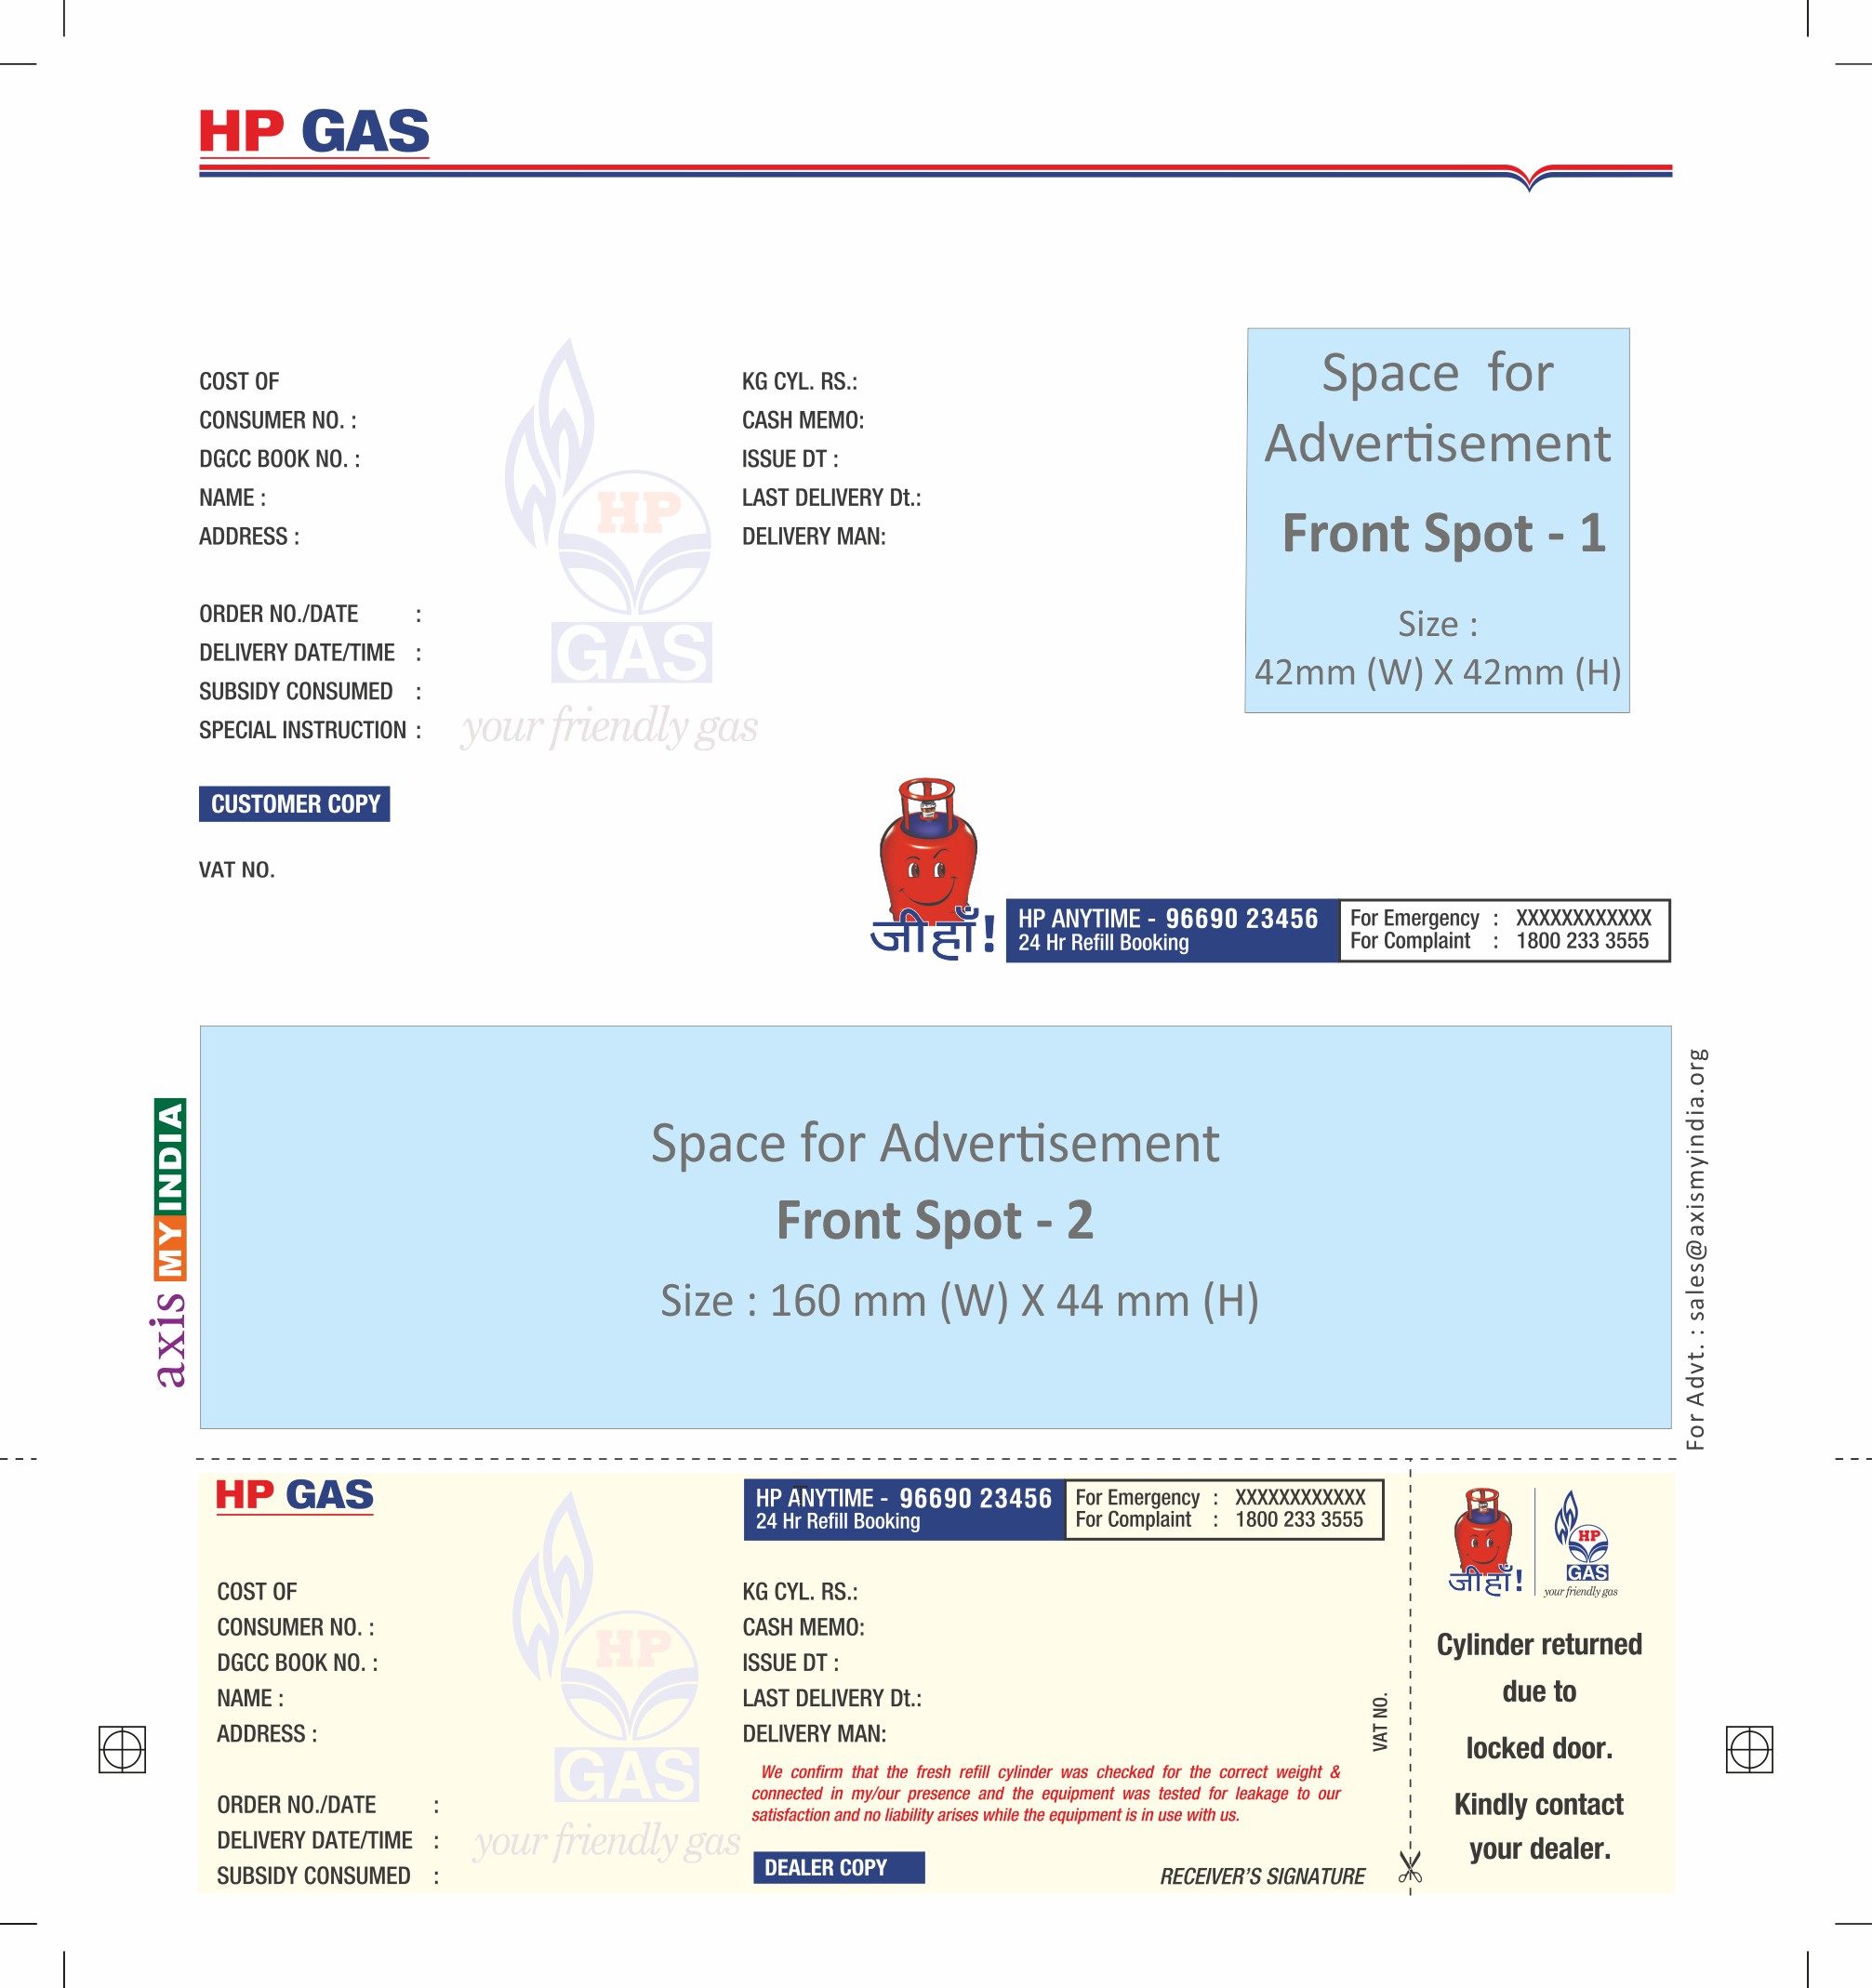 HP GAS
COST OF
CONSUMER NO. :
DGCC BOOK NO. :
NAME :
ADDRESS :
ORDER NO./DATE :
DELIVERY DATE/TIME :
SUBSIDY CONSUMED :
SPECIAL INSTRUCTION :
HP
GAS
your friendly gas
KG CYL. RS.:
CASH MEMO:
ISSUE DT :
LAST DELIVERY Dt.:
DELIVERY MAN:
Space for
Advertisement
Front Spot - 1
Size :
42mm (W) X 42mm (H)
CUSTOMER COPY
VAT NO.
जी हाँ!
HP ANYTIME - 96690 23456
24 Hr Refill Booking
For Emergency : XXXXXXXXXXXX
For Complaint : 1800 233 3555
axis MY INDIA
Space for Advertisement
Front Spot - 2
Size : 160 mm (W) X 44 mm (H)
For Advt. : sales@axismyindia.org
HP GAS
HP ANYTIME - 96690 23456
24 Hr Refill Booking
For Emergency : XXXXXXXXXXXX
For Complaint : 1800 233 3555
COST OF
CONSUMER NO. :
DGCC BOOK NO. :
NAME :
ADDRESS :
ORDER NO./DATE :
DELIVERY DATE/TIME :
SUBSIDY CONSUMED :
HP
GAS
your friendly gas
KG CYL. RS.:
CASH MEMO:
ISSUE DT :
LAST DELIVERY Dt.:
DELIVERY MAN:
We confirm that the fresh refill cylinder was checked for the correct weight &
connected in my/our presence and the equipment was tested for leakage to our
satisfaction and no liability arises while the equipment is in use with us.
DEALER COPY
RECEIVER'S SIGNATURE
VAT NO.
जी हाँ!
HP
GAS
your friendly gas
Cylinder returned
due to
locked door.
Kindly contact
your dealer.